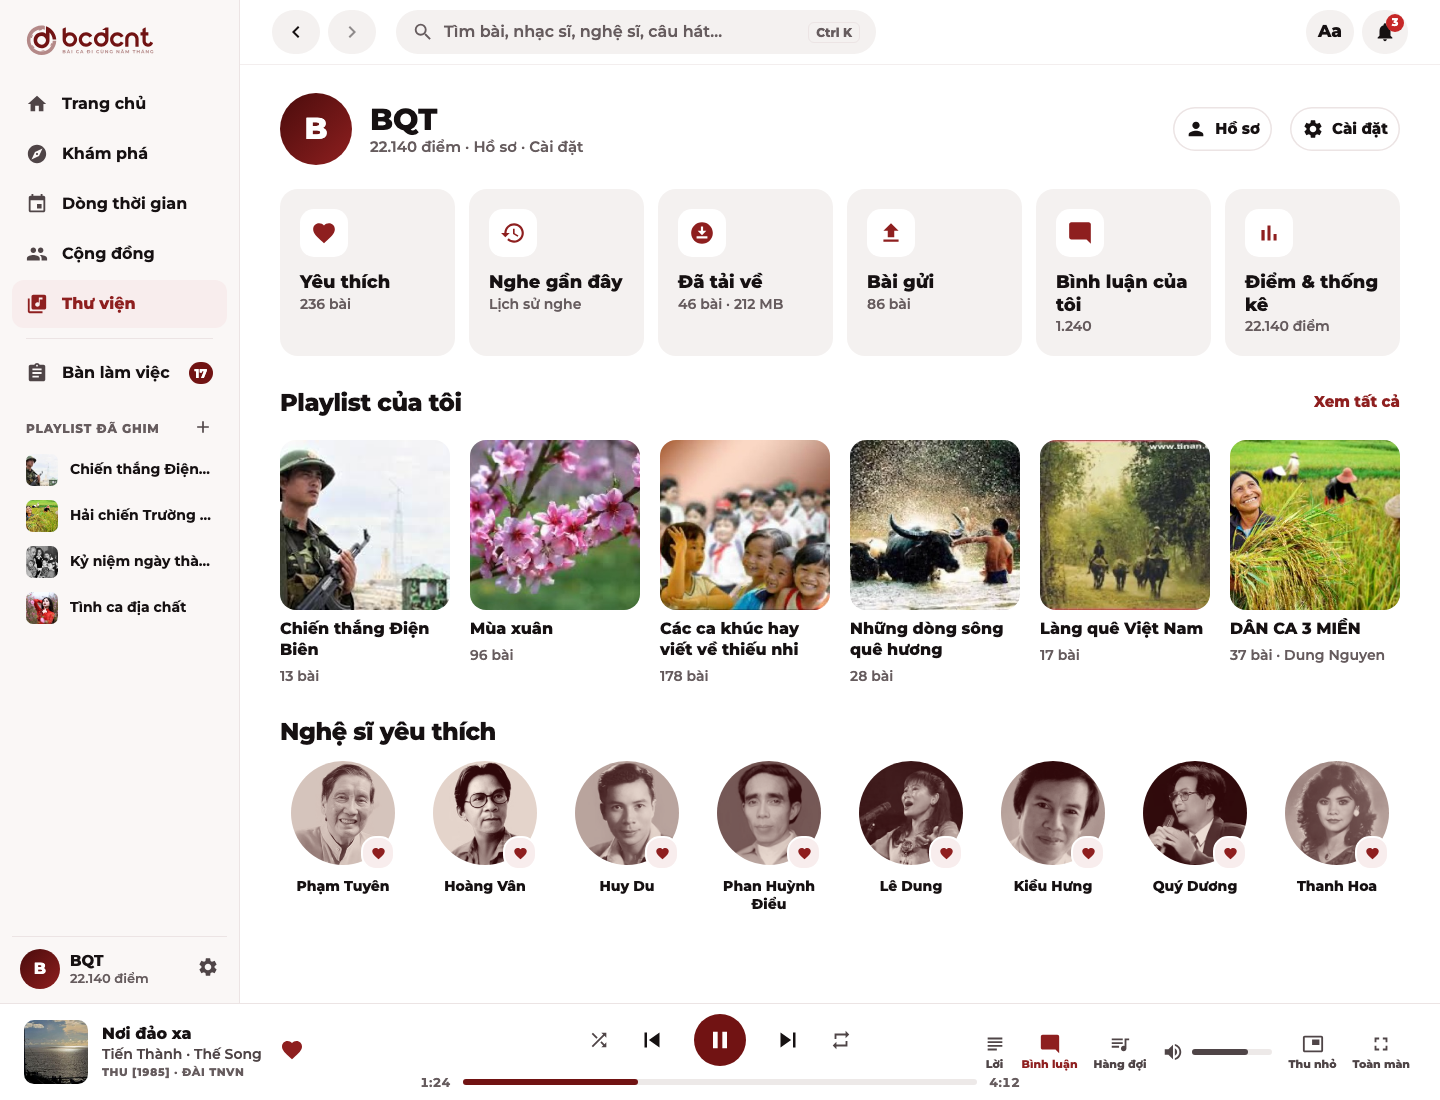 bcdcnt
BÀI CA ĐI CÙNG NĂM THÁNG
Trang chủ
Khám phá
Dòng thời gian
Cộng đồng
Thư viện
Bàn làm việc
17
PLAYLIST ĐÃ GHIM
Chiến thắng Điện...
Hải chiến Trường ...
Kỷ niệm ngày thà...
Tình ca địa chất
BQT
22.140 điểm
Tìm bài, nhạc sĩ, nghệ sĩ, câu hát...
Ctrl K
Aa
3
B
BQT
22.140 điểm · Hồ sơ · Cài đặt
Hồ sơ
Cài đặt
Yêu thích
236 bài
Nghe gần đây
Lịch sử nghe
Đã tải về
46 bài · 212 MB
Bài gửi
86 bài
Bình luận của
tôi
1.240
Điểm & thống
kê
22.140 điểm
Playlist của tôi
Xem tất cả
Chiến thắng Điện
Biên
13 bài
Mùa xuân
96 bài
Các ca khúc hay
viết về thiếu nhi
178 bài
Những dòng sông
quê hương
28 bài
Làng quê Việt Nam
17 bài
DÂN CA 3 MIỀN
37 bài · Dung Nguyen
Nghệ sĩ yêu thích
Phạm Tuyên
Hoàng Vân
Huy Du
Phan Huỳnh
Điểu
Lê Dung
Kiều Hưng
Quý Dương
Thanh Hoa
B
Nơi đảo xa
Tiến Thành · Thế Song
THU [1985] · ĐÀI TNVN
1:24
4:12
Lời
Bình luận
Hàng đợi
Thu nhỏ
Toàn màn